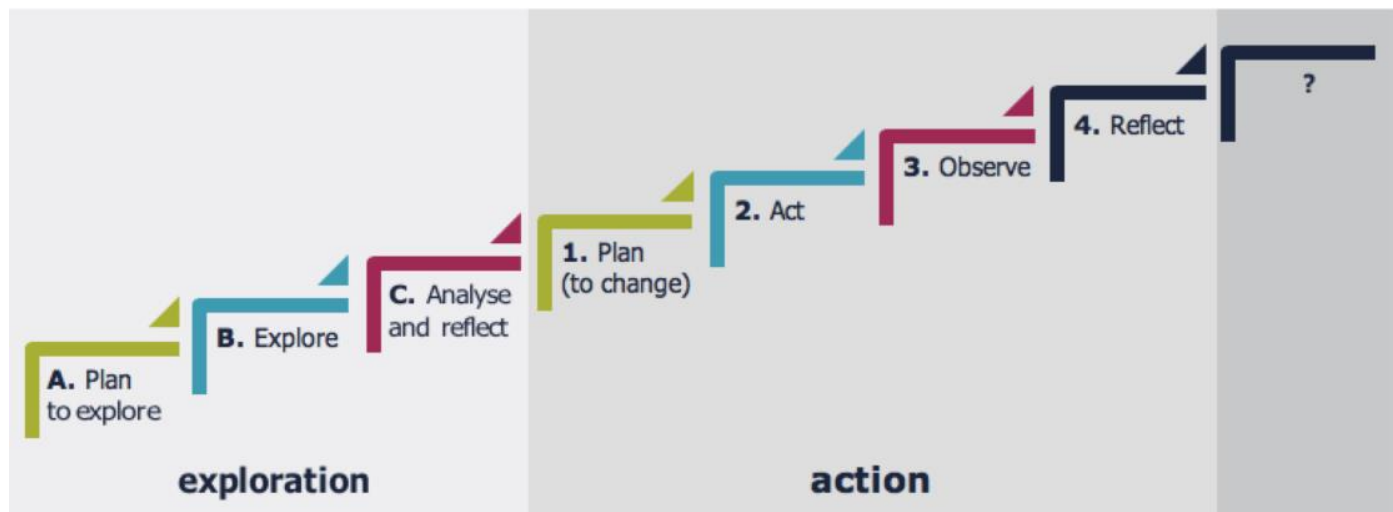 A. Plan
to explore
B. Explore
C. Analyse
and reflect
1. Plan
(to change)
2. Act
3. Observe
4. Reflect
?
exploration
action